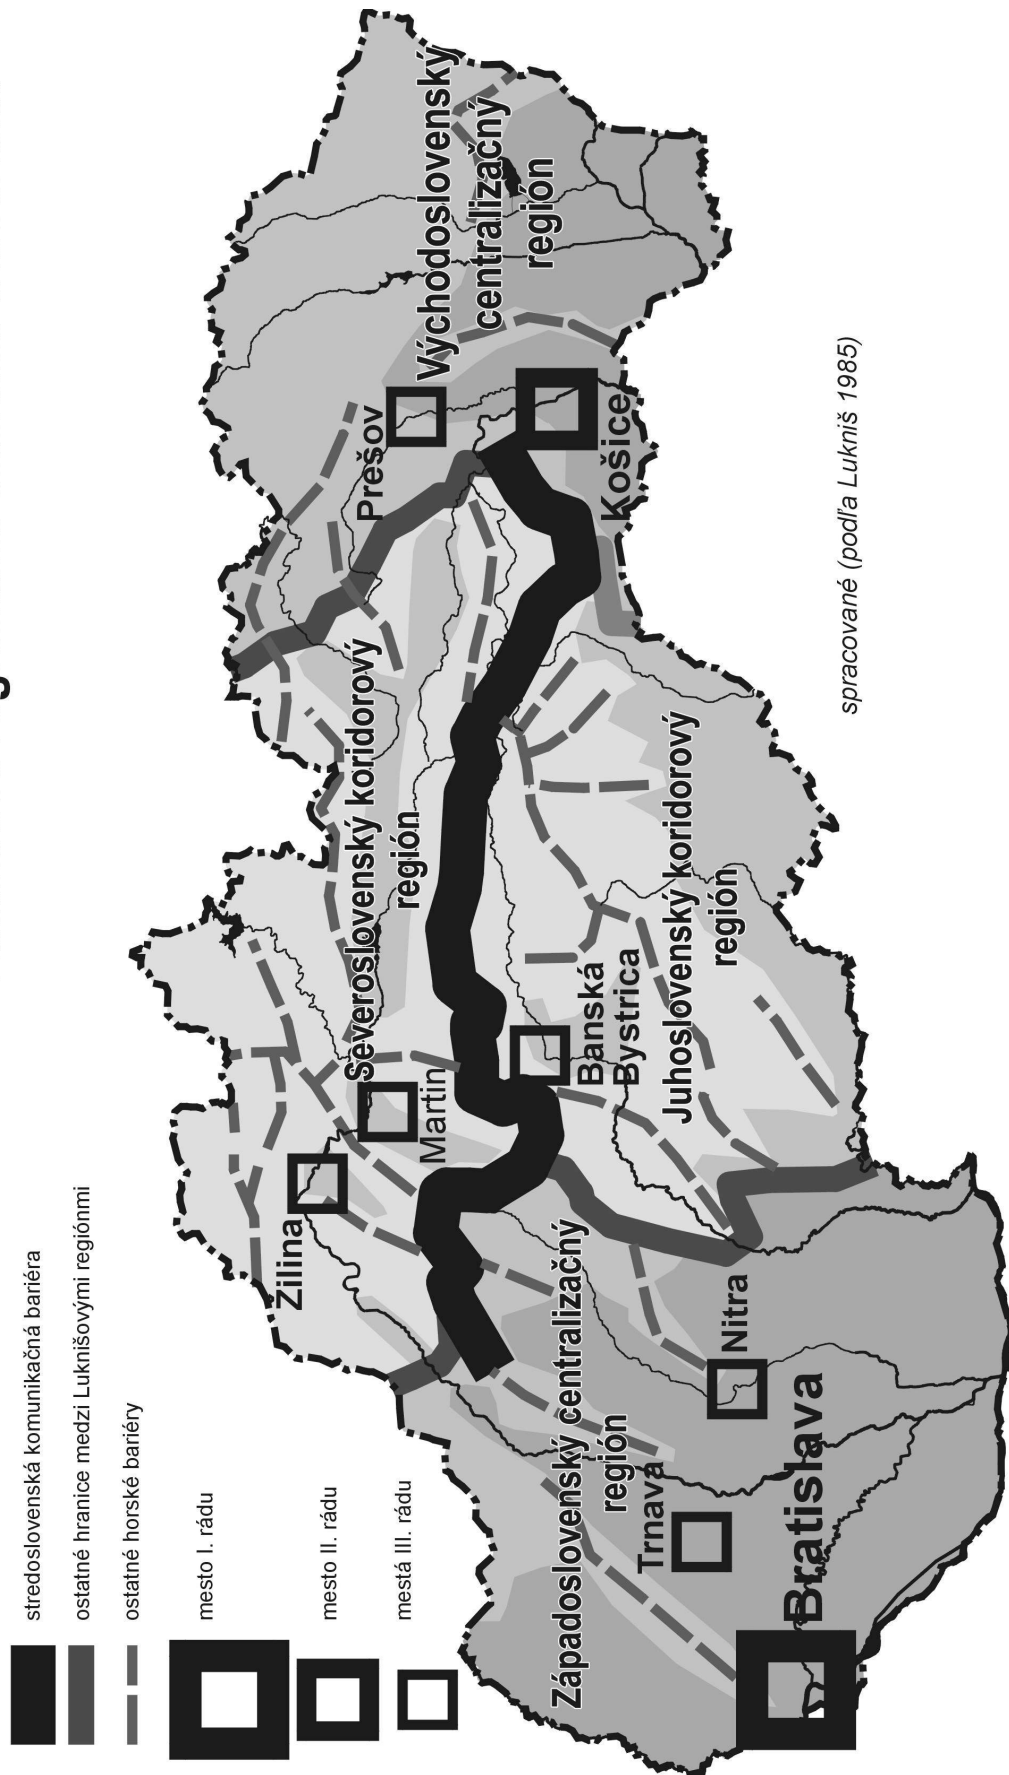 stredoslovenská komunikačná bariéra
ostatné hranice medzi Luknišovými regiónmi
ostatné horské bariéry
mesto I. rádu
mesto II. rádu
mestá III. rádu
Žilina
Martin
Severoslovenský koridorový
región
Prešov
Východoslovenský
centralizačný
región
Košice
Banská
Bystrica
Juhoslovenský koridorový
región
Západoslovenský centralizačný
región
Trnava
Nitra
Bratislava
spracované (podľa Lukniš 1985)